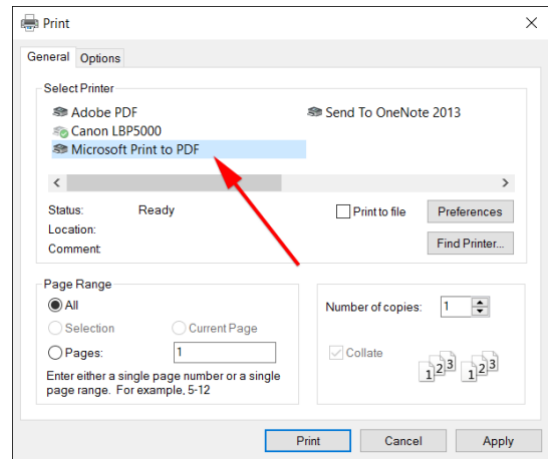 Print
General Options
Select Printer
Adobe PDF
Send To OneNote 2013
Canon LBP5000
Microsoft Print to PDF
Status: Ready
Print to file
Preferences
Location:
Comment:
Find Printer...
Page Range
All
Selection
Current Page
Pages: 1
Enter either a single page number or a single
page range. For example, 5-12
Number of copies: 1
Collate
1 2 3 1 2 3
Print Cancel Apply